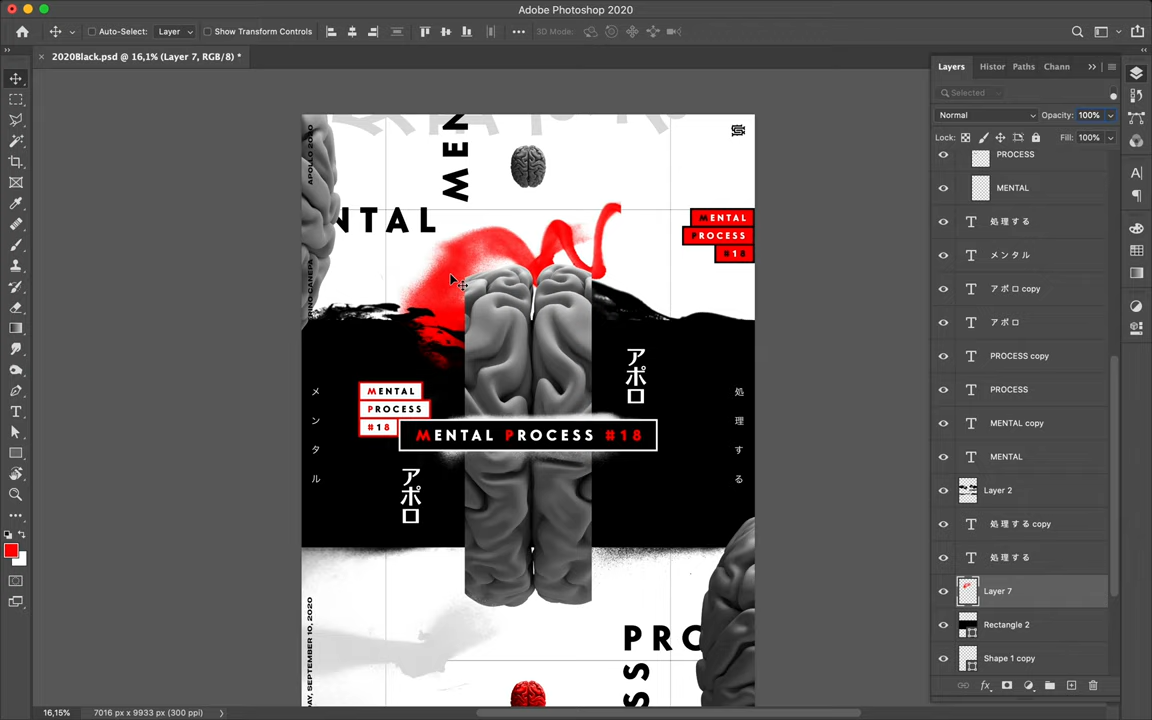 Adobe Photoshop 2020
Auto-Select:
Layer
Show Transform Controls
3D Mode:
2020Black.psd @ 16,1% (Layer 7, RGB/8) *
Layers
Histor
Paths
Chann
Selected
Normal
Opacity:
100%
Lock:
Fill:
100%
PROCESS
MENTAL
処理する
メンタル
アポロ copy
アポロ
PROCESS copy
PROCESS
MENTAL copy
MENTAL
Layer 2
処理する copy
処理する
Layer 7
Rectangle 2
Shape 1 copy
APOLLO 2020
MEN
NTAL
MENTAL
PROCESS
#18
アポロ
メンタル
MENTAL
PROCESS
#18
処理する
MENTAL PROCESS #18
アポロ
DAY, SEPTEMBER 10, 2020
PRO
SS
16,15%
7016 px x 9933 px (300 ppi)